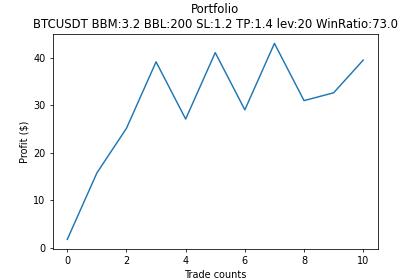 Portfolio
BTCUSDT BBM:3.2 BBL:200 SL:1.2 TP:1.4 lev:20 WinRatio:73.0
40
30
20
10
0
Profit ($)
0 2 4 6 8 10
Trade counts